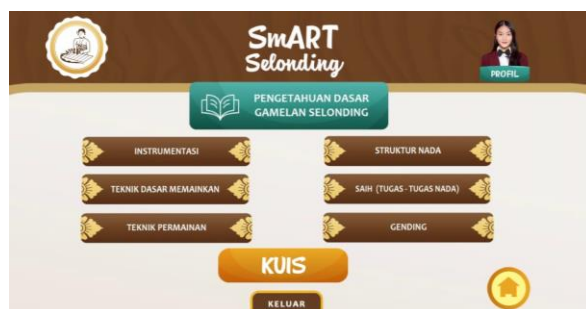 SmART
Selonding
PROFIL
PENGETAHUAN DASAR
GAMELAN SELONDING
INSTRUMENTASI
STRUKTUR NADA
TEKNIK DASAR MEMAINKAN
SAIH (TUGAS - TUGAS NADA)
TEKNIK PERMAINAN
GENDING
KUIS
KELUAR